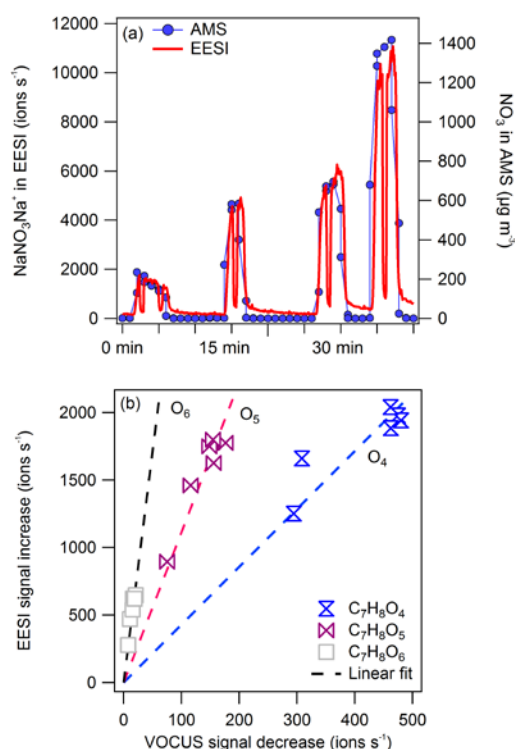 (a)
AMS
EESI
12000
10000
8000
6000
4000
2000
0
NaNO₃Na⁺ in EESI (ions s⁻¹)
1400
1200
1000
800
600
400
200
0
NO₃ in AMS (µg m⁻³)
0 min
15 min
30 min
(b)
O₆
O₅
O₄
2000
1500
1000
500
0
EESI signal increase (ions s⁻¹)
C₇H₈O₄
C₇H₈O₅
C₇H₈O₆
Linear fit
0
100
200
300
400
500
VOCUS signal decrease (ions s⁻¹)